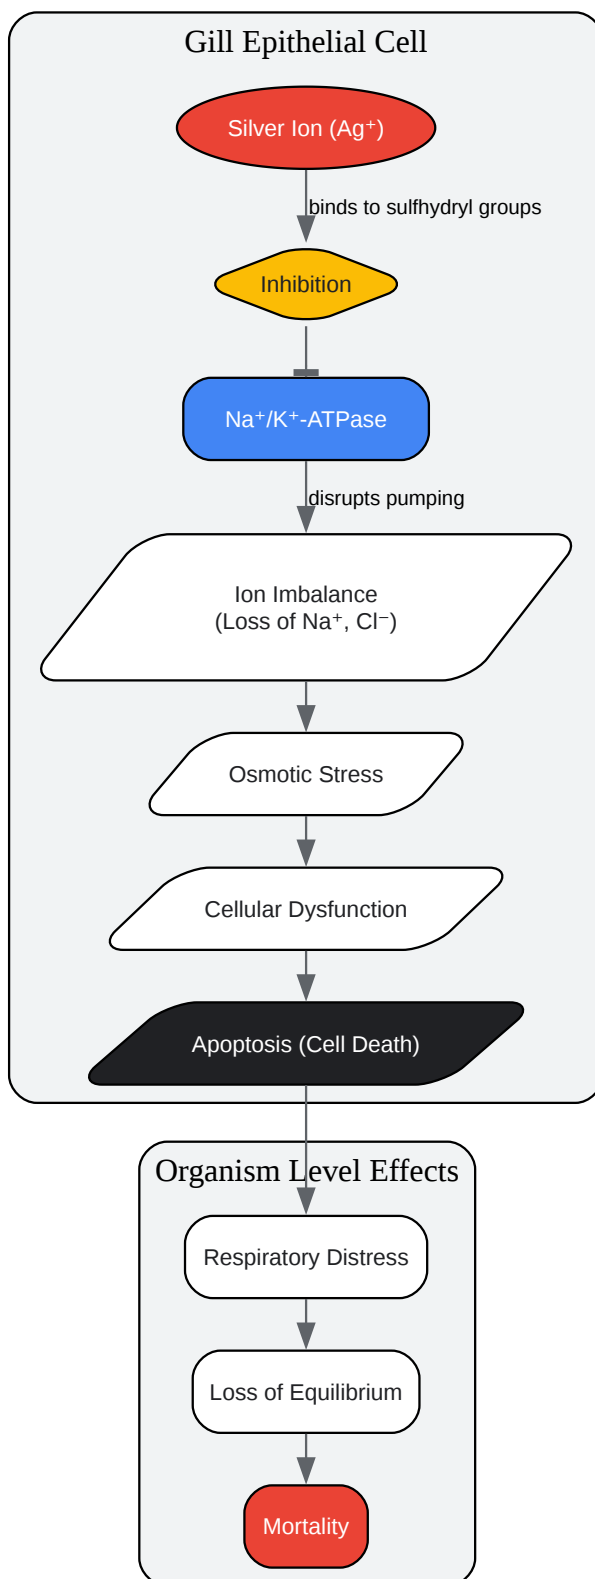 Gill Epithelial Cell
Silver Ion (Ag⁺)
binds to sulfhydryl groups
Inhibition
Na⁺/K⁺-ATPase
disrupts pumping
Ion Imbalance
(Loss of Na⁺, Cl⁻)
Osmotic Stress
Cellular Dysfunction
Apoptosis (Cell Death)
Organism Level Effects
Respiratory Distress
Loss of Equilibrium
Mortality